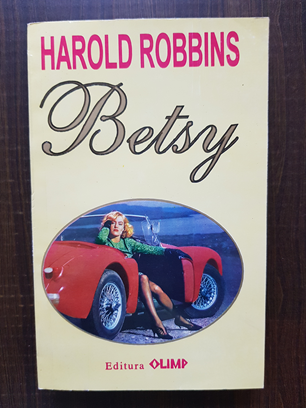 HAROLD ROBBINS
Betsy
Editura OLIMP